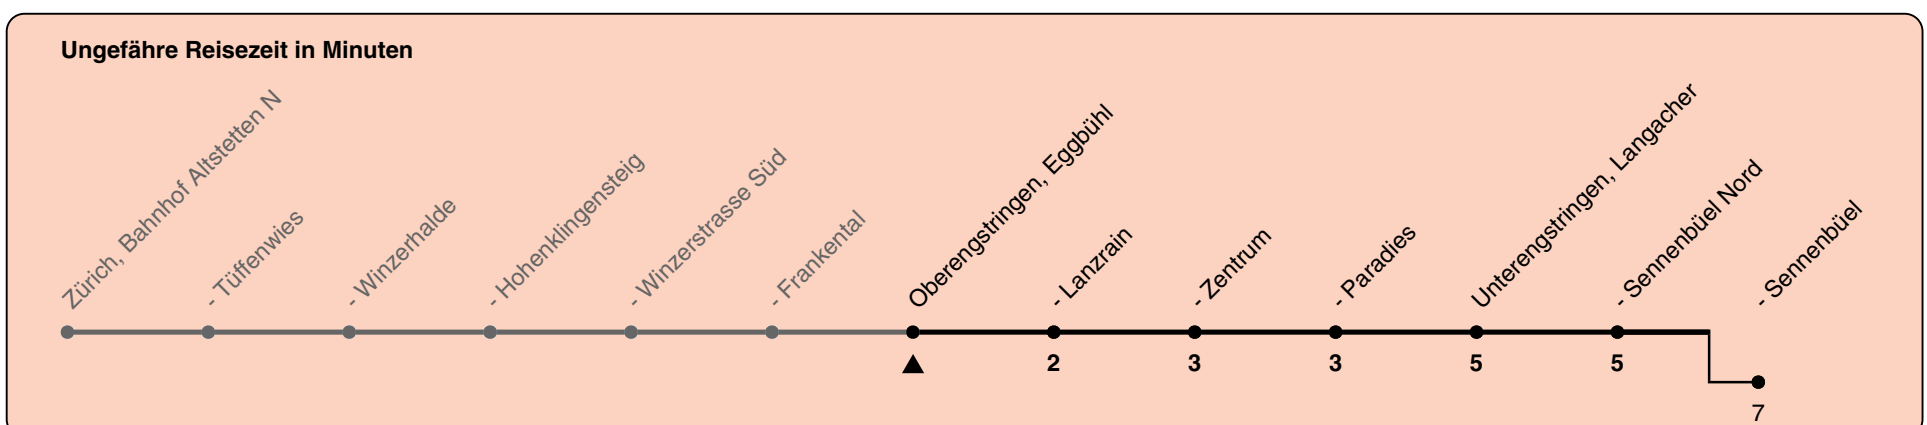 Ungefähre Reisezeit in Minuten
Zürich, Bahnhof Altstetten N
- Tüffenwies
- Winzerhalde
- Hohenklingensteig
- Winzerstrasse Süd
- Frankental
Oberengstringen, Eggbühl
- Lanzrain
- Zentrum
- Paradies
Unterengstringen, Langacher
- Sennenbüel Nord
- Sennenbüel
2
3
3
5
5
7